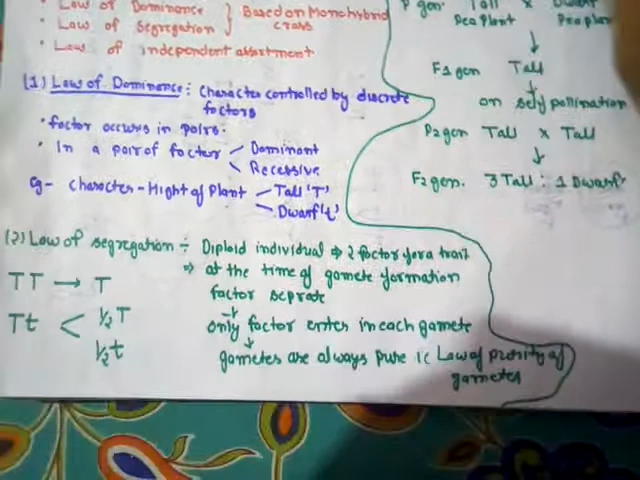 • Law of Dominance } Based on Monohybrid
• Law of Segregation } cross
• Law of independent assortment
(1) Law of Dominance: Character controlled by discrete
factors
• factor occurs in pairs.
• In a pair of factor Dominant
Recessive
eg- Character - Hight of Plant Tall 'T'
Dwarf 't'
(2) Law of segregation ÷ Diploid individual ⇒ 2 factor for a trait
⇒ at the time of gamete formation
factor seprate
TT → T
Tt < ½T
½t
↓
only factor enters in each gamete
↓
gametes are always pure ie Law of purity of
gametes
P gen Tall x Dwarf
Pea Plant Pea plant
↓
F1 gen Tall
↓
on self pollination
P2 gen Tall x Tall
↓
F2 gen. 3 Tall : 1 Dwarf